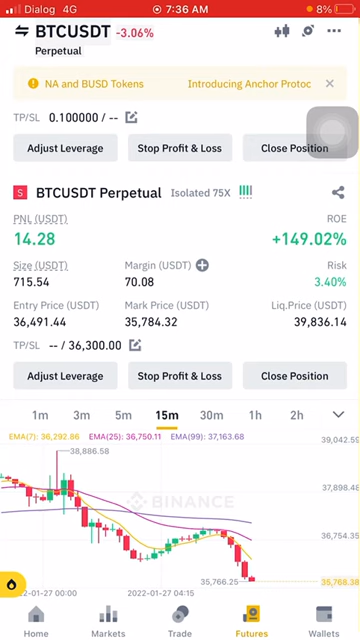 Dialog 4G 7:36 AM 8%
BTCUSDT -3.06%
Perpetual
NA and BUSD Tokens Introducing Anchor Protoc
TP/SL 0.100000 / --
Adjust Leverage Stop Profit & Loss Close Position
S BTCUSDT Perpetual Isolated 75X !!!!
PNL (USDT) ROE
14.28 +149.02%
Size (USDT) Margin (USDT) Risk
715.54 70.08 3.40%
Entry Price (USDT) Mark Price (USDT) Liq.Price (USDT)
36,491.44 35,784.32 39,836.14
TP/SL -- / 36,300.00
Adjust Leverage Stop Profit & Loss Close Position
1m 3m 5m 15m 30m 1h 2h
EMA(7): 36,292.86 EMA(25): 36,750.11 EMA(99): 37,163.68
39,042.59
38,886.58
37,898.48
BINANCE
36,754.50
35,766.25 35,768.38
2022-01-27 00:00 2022-01-27 04:15
Home Markets Trade Futures Wallets